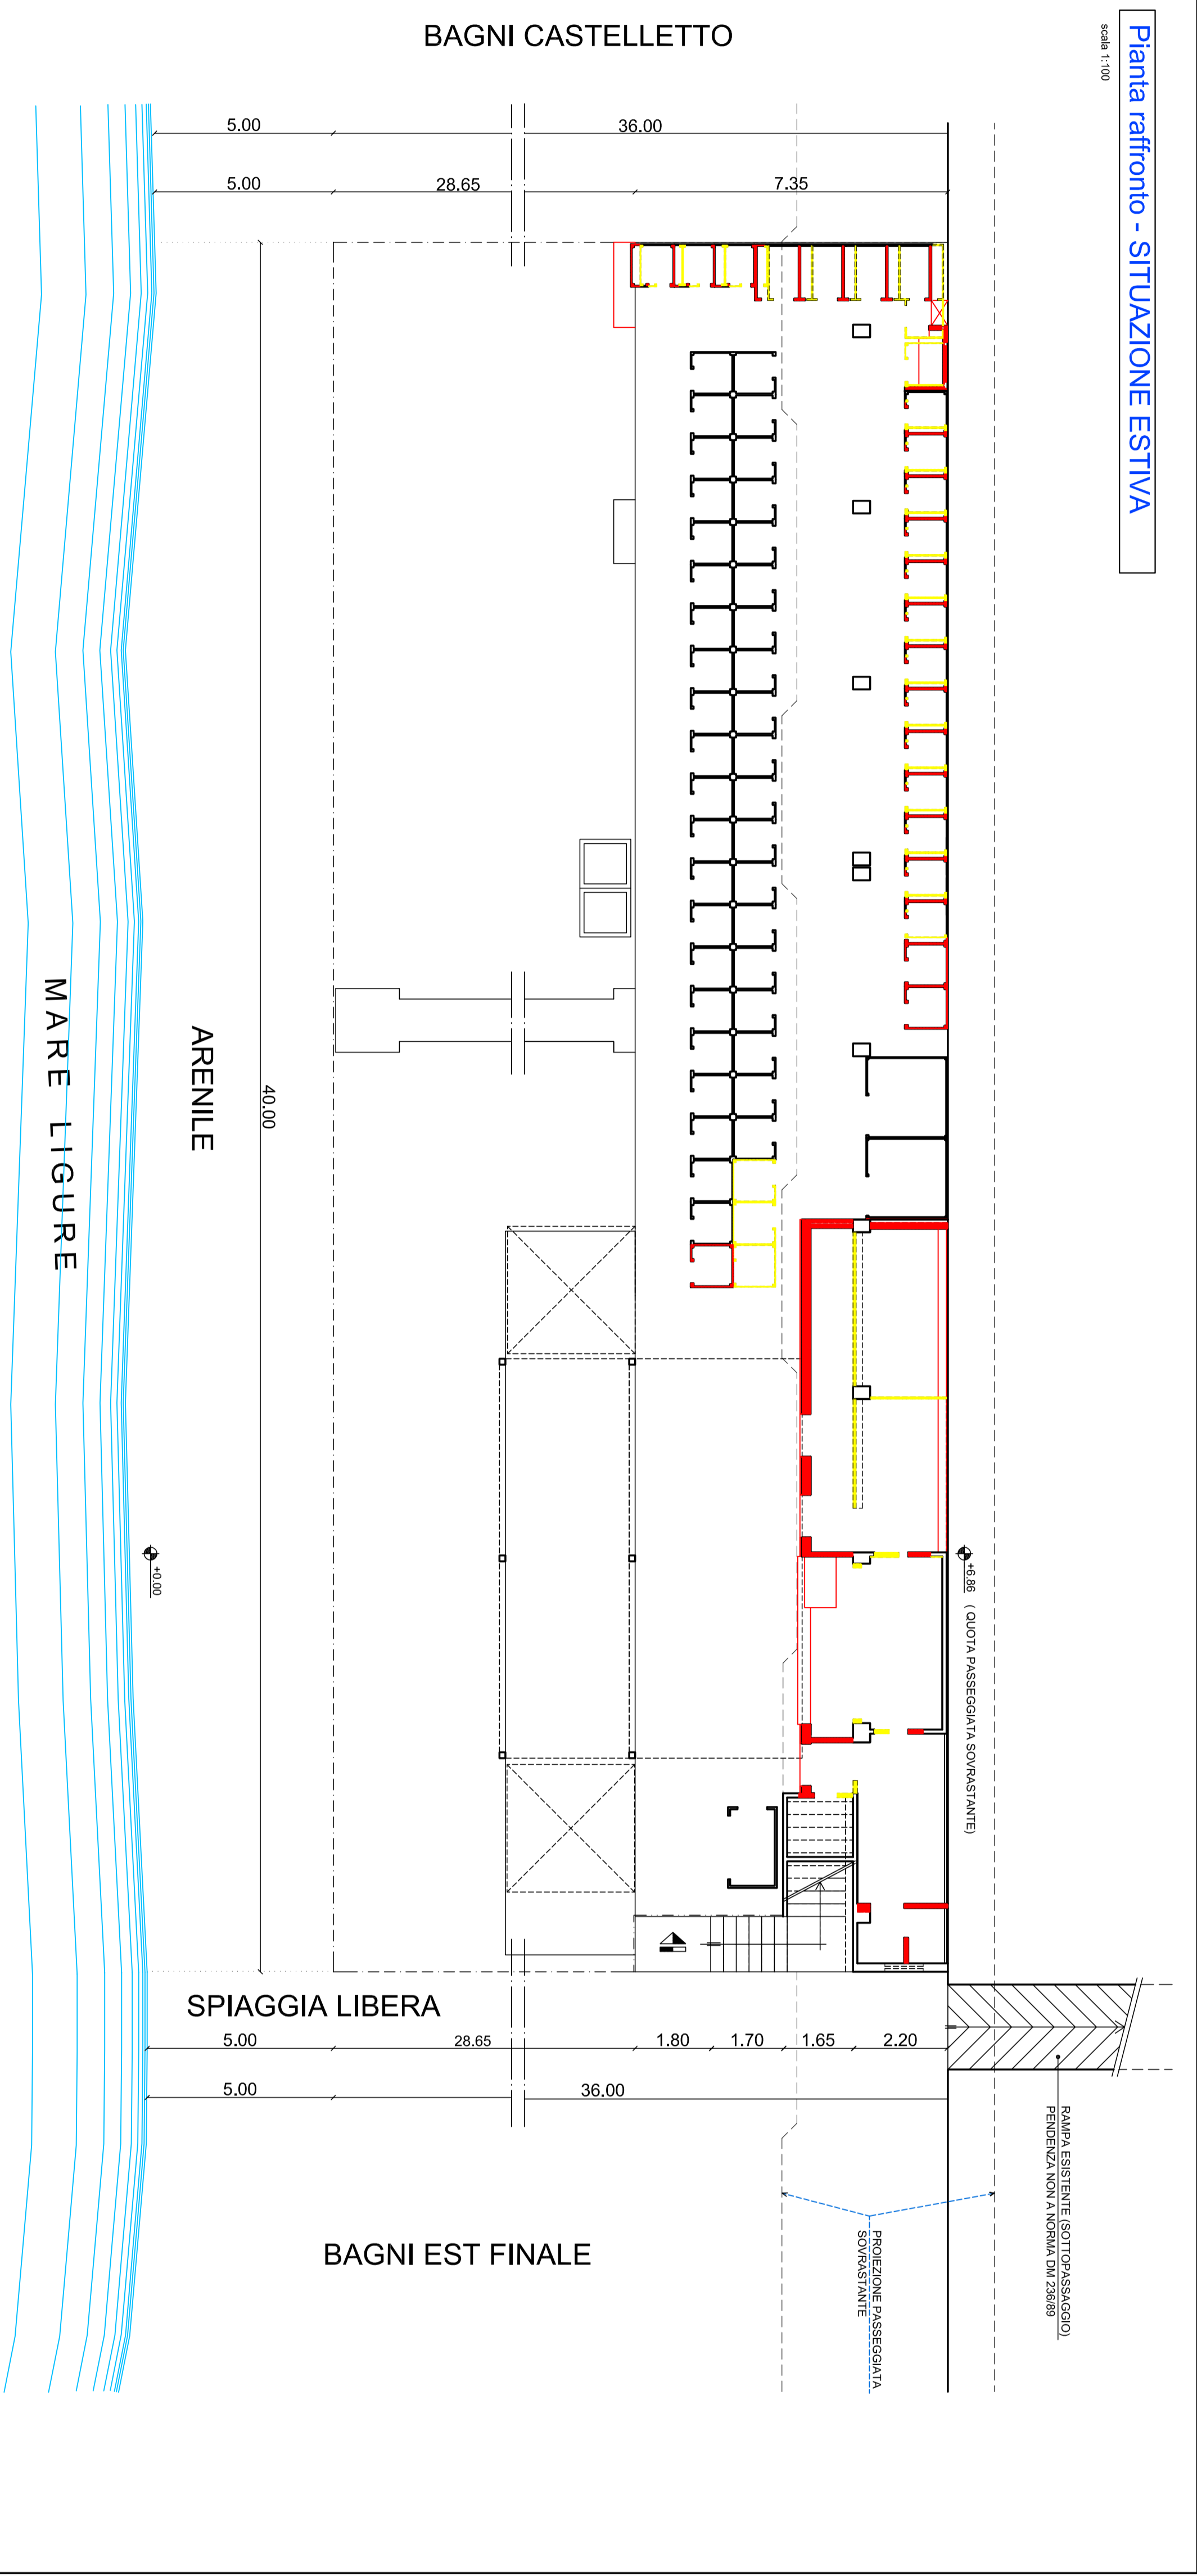 Pianta raffronto - SITUAZIONE ESTIVA
scala 1:100
BAGNI CASTELLETTO
5.00
36.00
5.00
28.65
7.35
MARE LIGURE
ARENILE
40.00
+0.00
+6.86 ( QUOTA PASSEGGIATA SOVRASTANTE)
SPIAGGIA LIBERA
5.00
28.65
1.80
1.70
1.65
2.20
5.00
36.00
RAMPA ESISTENTE (SOTTOPASSAGGIO)
PENDENZA NON A NORMA DM 236/89
PROIEZIONE PASSEGGIATA
SOVRASTANTE
BAGNI EST FINALE